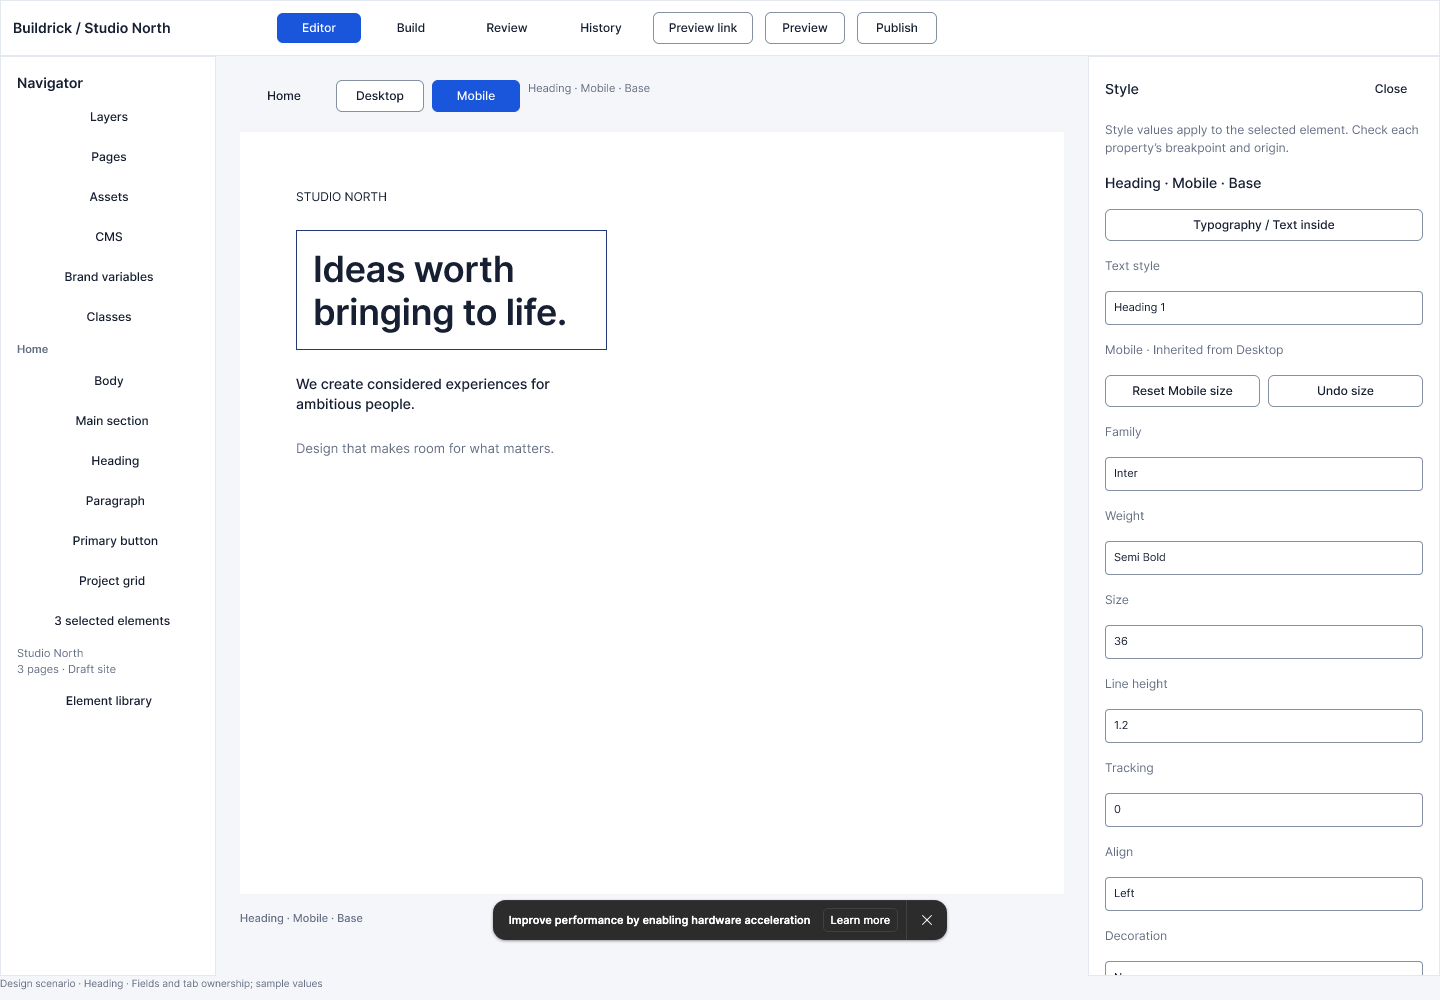 Buildrick / Studio North
Editor
Build
Review
History
Preview link
Preview
Publish
Navigator
Layers
Pages
Assets
CMS
Brand variables
Classes
Home
Body
Main section
Heading
Paragraph
Primary button
Project grid
3 selected elements
Studio North
3 pages · Draft site
Element library
Home
Desktop
Mobile
Heading · Mobile · Base
STUDIO NORTH
Ideas worth
bringing to life.
We create considered experiences for
ambitious people.
Design that makes room for what matters.
Heading · Mobile · Base
Improve performance by enabling hardware acceleration
Learn more
Style
Close
Style values apply to the selected element. Check each
property's breakpoint and origin.
Heading · Mobile · Base
Typography / Text inside
Text style
Heading 1
Mobile · Inherited from Desktop
Reset Mobile size
Undo size
Family
Inter
Weight
Semi Bold
Size
36
Line height
1.2
Tracking
0
Align
Left
Decoration
Design scenario · Heading · Fields and tab ownership; sample values